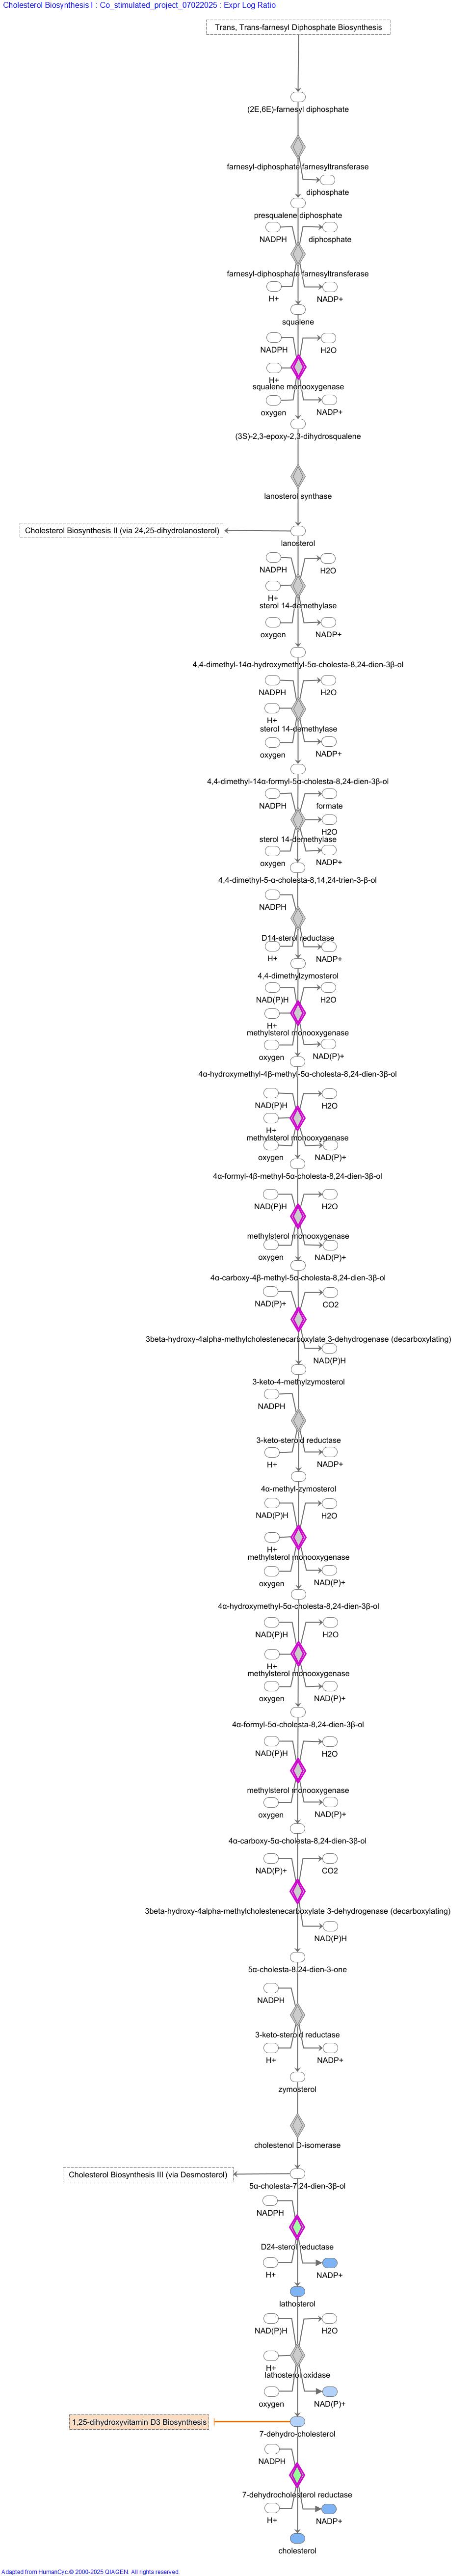 Cholesterol Biosynthesis I : Co_stimulated_project_07022025 : Expr Log Ratio
Trans, Trans-farnesyl Diphosphate Biosynthesis
(2E,6E)-farnesyl diphosphate
farnesyl-diphosphate farnesyltransferase
diphosphate
presqualene diphosphate
NADPH
diphosphate
farnesyl-diphosphate farnesyltransferase
H+
NADP+
squalene
NADPH
H2O
H+
squalene monooxygenase
oxygen
NADP+
(3S)-2,3-epoxy-2,3-dihydrosqualene
lanosterol synthase
Cholesterol Biosynthesis II (via 24,25-dihydrolanosterol)
lanosterol
NADPH
H2O
H+
sterol 14-demethylase
oxygen
NADP+
4,4-dimethyl-14α-hydroxymethyl-5α-cholesta-8,24-dien-3β-ol
NADPH
H2O
H+
sterol 14-demethylase
oxygen
NADP+
4,4-dimethyl-14α-formyl-5α-cholesta-8,24-dien-3β-ol
NADPH
formate
H2O
sterol 14-demethylase
oxygen
NADP+
4,4-dimethyl-5-α-cholesta-8,14,24-trien-3-β-ol
NADPH
D14-sterol reductase
H+
NADP+
4,4-dimethylzymosterol
NAD(P)H
H2O
H+
methylsterol monooxygenase
oxygen
NAD(P)+
4α-hydroxymethyl-4β-methyl-5α-cholesta-8,24-dien-3β-ol
NAD(P)H
H2O
H+
methylsterol monooxygenase
oxygen
NAD(P)+
4α-formyl-4β-methyl-5α-cholesta-8,24-dien-3β-ol
NAD(P)H
H2O
methylsterol monooxygenase
oxygen
NAD(P)+
4α-carboxy-4β-methyl-5α-cholesta-8,24-dien-3β-ol
NAD(P)+
CO2
3beta-hydroxy-4alpha-methylcholestenecarboxylate 3-dehydrogenase (decarboxylating)
NAD(P)H
3-keto-4-methylzymosterol
NADPH
3-keto-steroid reductase
H+
NADP+
4α-methyl-zymosterol
NAD(P)H
H2O
H+
methylsterol monooxygenase
oxygen
NAD(P)+
4α-hydroxymethyl-5α-cholesta-8,24-dien-3β-ol
NAD(P)H
H2O
H+
methylsterol monooxygenase
oxygen
NAD(P)+
4α-formyl-5α-cholesta-8,24-dien-3β-ol
NAD(P)H
H2O
methylsterol monooxygenase
oxygen
NAD(P)+
4α-carboxy-5α-cholesta-8,24-dien-3β-ol
NAD(P)+
CO2
3beta-hydroxy-4alpha-methylcholestenecarboxylate 3-dehydrogenase (decarboxylating)
NAD(P)H
5α-cholesta-8,24-dien-3-one
NADPH
3-keto-steroid reductase
H+
NADP+
zymosterol
cholestenol D-isomerase
Cholesterol Biosynthesis III (via Desmosterol)
5α-cholesta-7,24-dien-3β-ol
NADPH
D24-sterol reductase
H+
NADP+
lathosterol
NAD(P)H
H2O
H+
lathosterol oxidase
oxygen
NAD(P)+
1,25-dihydroxyvitamin D3 Biosynthesis
7-dehydro-cholesterol
NADPH
7-dehydrocholesterol reductase
H+
NADP+
cholesterol
Adapted from HumanCyc © 2000-2025 QIAGEN. All rights reserved.